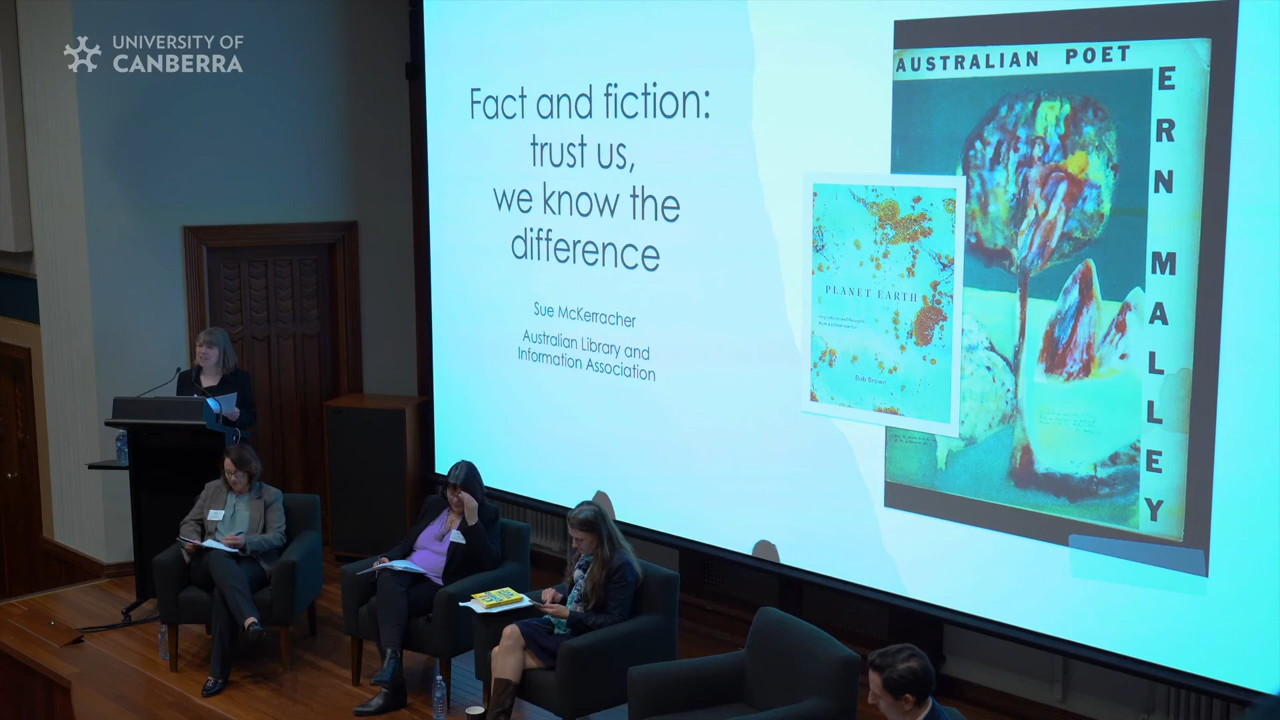 UNIVERSITY OF
CANBERRA
Fact and fiction:
trust us,
we know the
difference
Sue McKerracher
Australian Library and
Information Association
AUSTRALIAN POET
ERN MALLEY
PLANET EARTH
Bob Brown